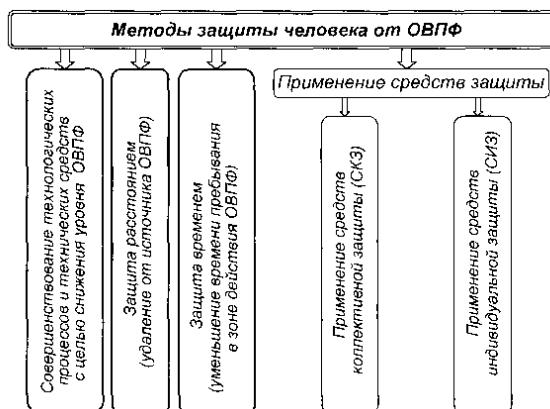 Методы защиты человека от ОВПФ
Применение средств защиты
Совершенствование технологических
процессов и технических средств
с целью снижения уровня ОВПФ
Защита расстоянием
(удаление от источника ОВПФ)
Защита временем
(уменьшение времени пребывания
в зоне действия ОВПФ)
Применение средств
коллективной защиты (СКЗ)
Применение средств
индивидуальной защиты (СИЗ)